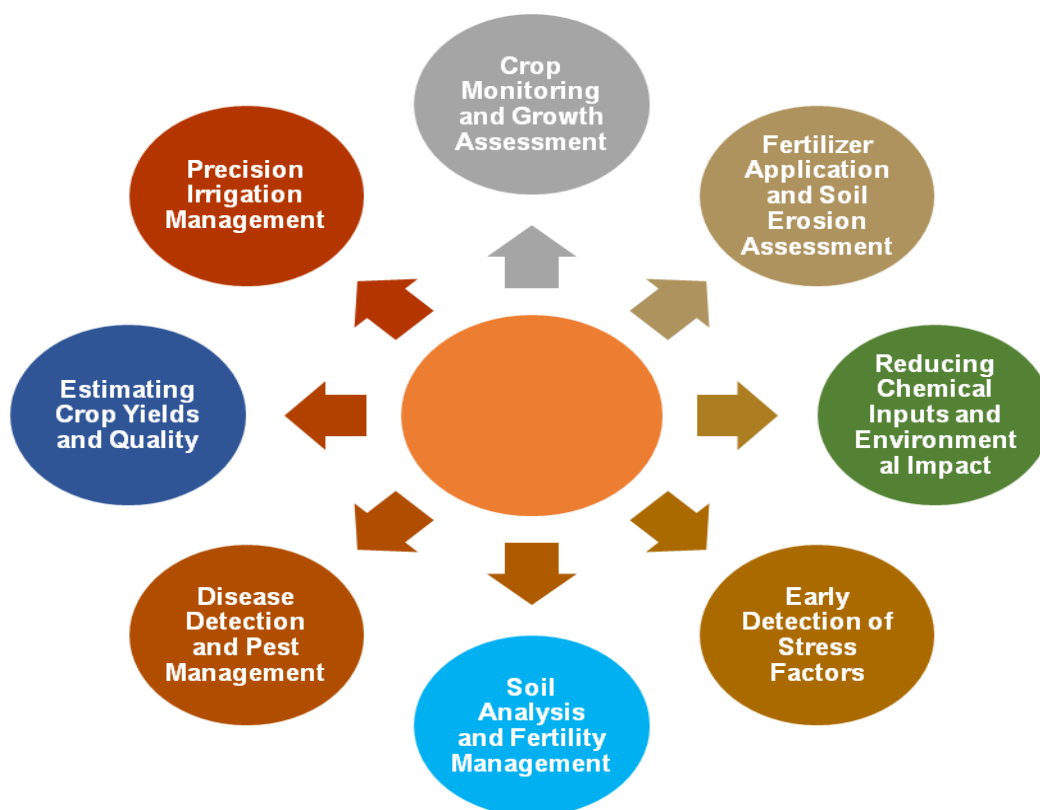 Crop
Monitoring
and Growth
Assessment
Fertilizer
Application
and Soil
Erosion
Assessment
Reducing
Chemical
Inputs and
Environment
al Impact
Early
Detection of
Stress
Factors
Soil
Analysis
and Fertility
Management
Disease
Detection
and Pest
Management
Estimating
Crop Yields
and Quality
Precision
Irrigation
Management